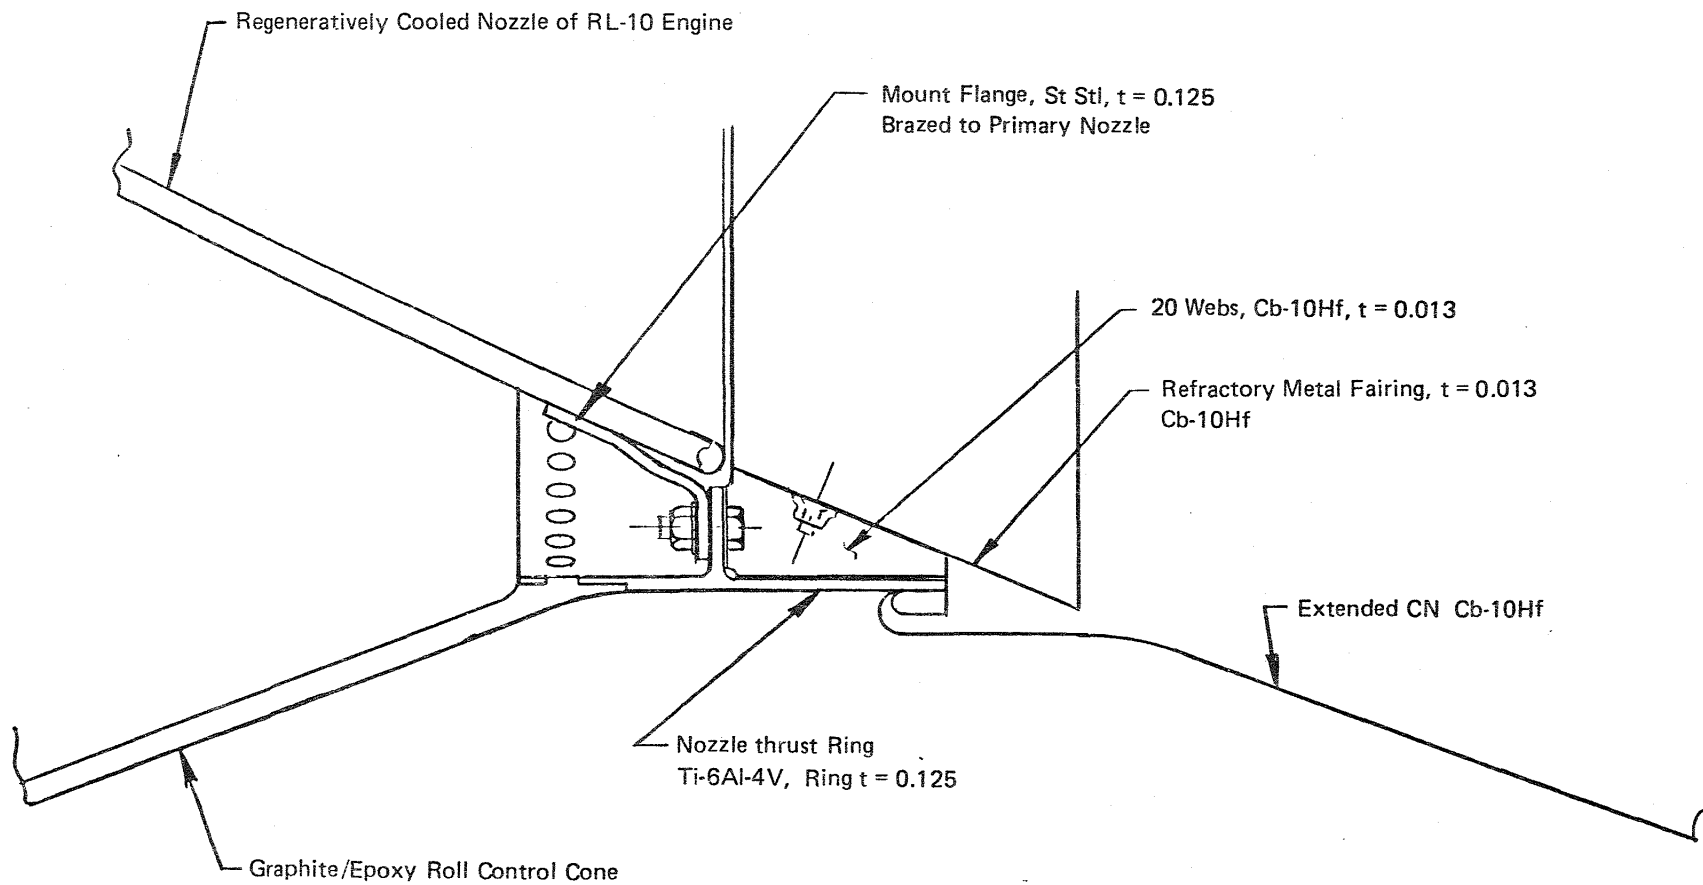 Regeneratively Cooled Nozzle of RL-10 Engine
Mount Flange, St Stl, t = 0.125
Brazed to Primary Nozzle
20 Webs, Cb-10Hf, t = 0.013
Refractory Metal Fairing, t = 0.013
Cb-10Hf
Extended CN Cb-10Hf
Nozzle thrust Ring
Ti-6Al-4V, Ring t = 0.125
Graphite/Epoxy Roll Control Cone